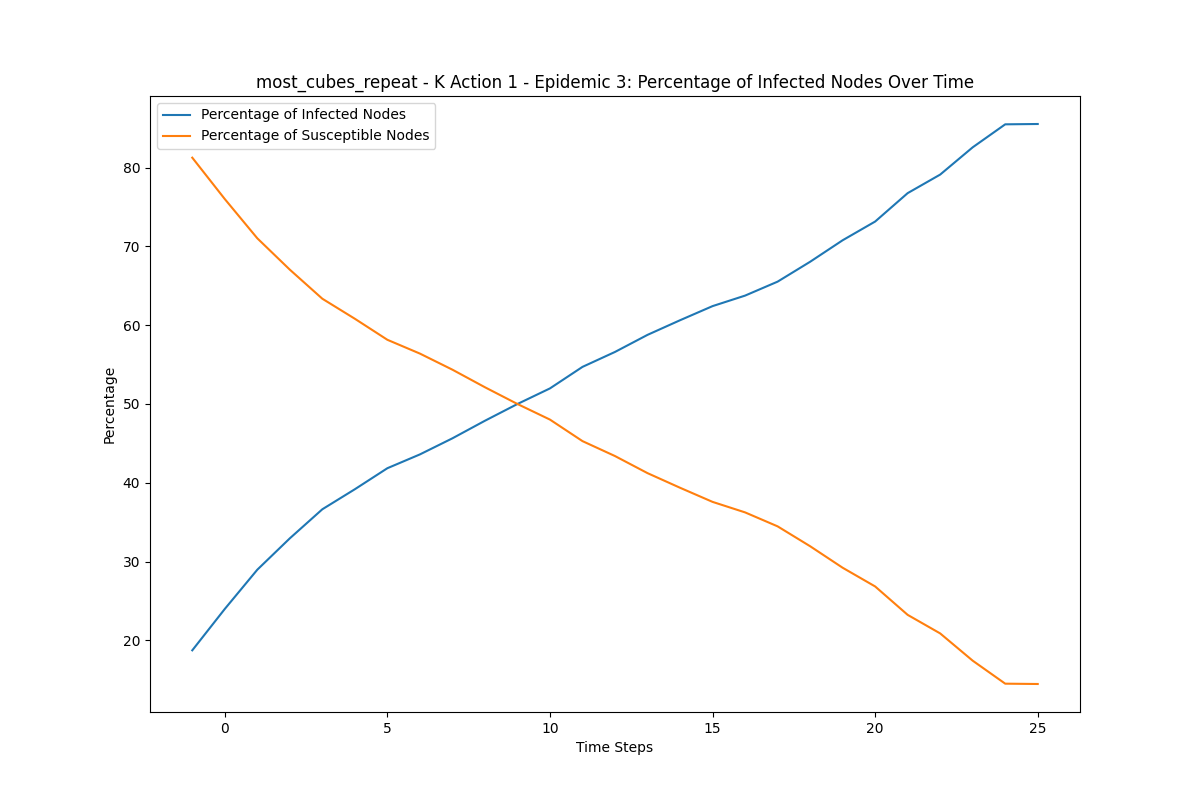 most_cubes_repeat - K Action 1 - Epidemic 3: Percentage of Infected Nodes Over Time
Percentage of Infected Nodes
Percentage of Susceptible Nodes
80
70
60
50
40
30
20
Percentage
0 5 10 15 20 25
Time Steps